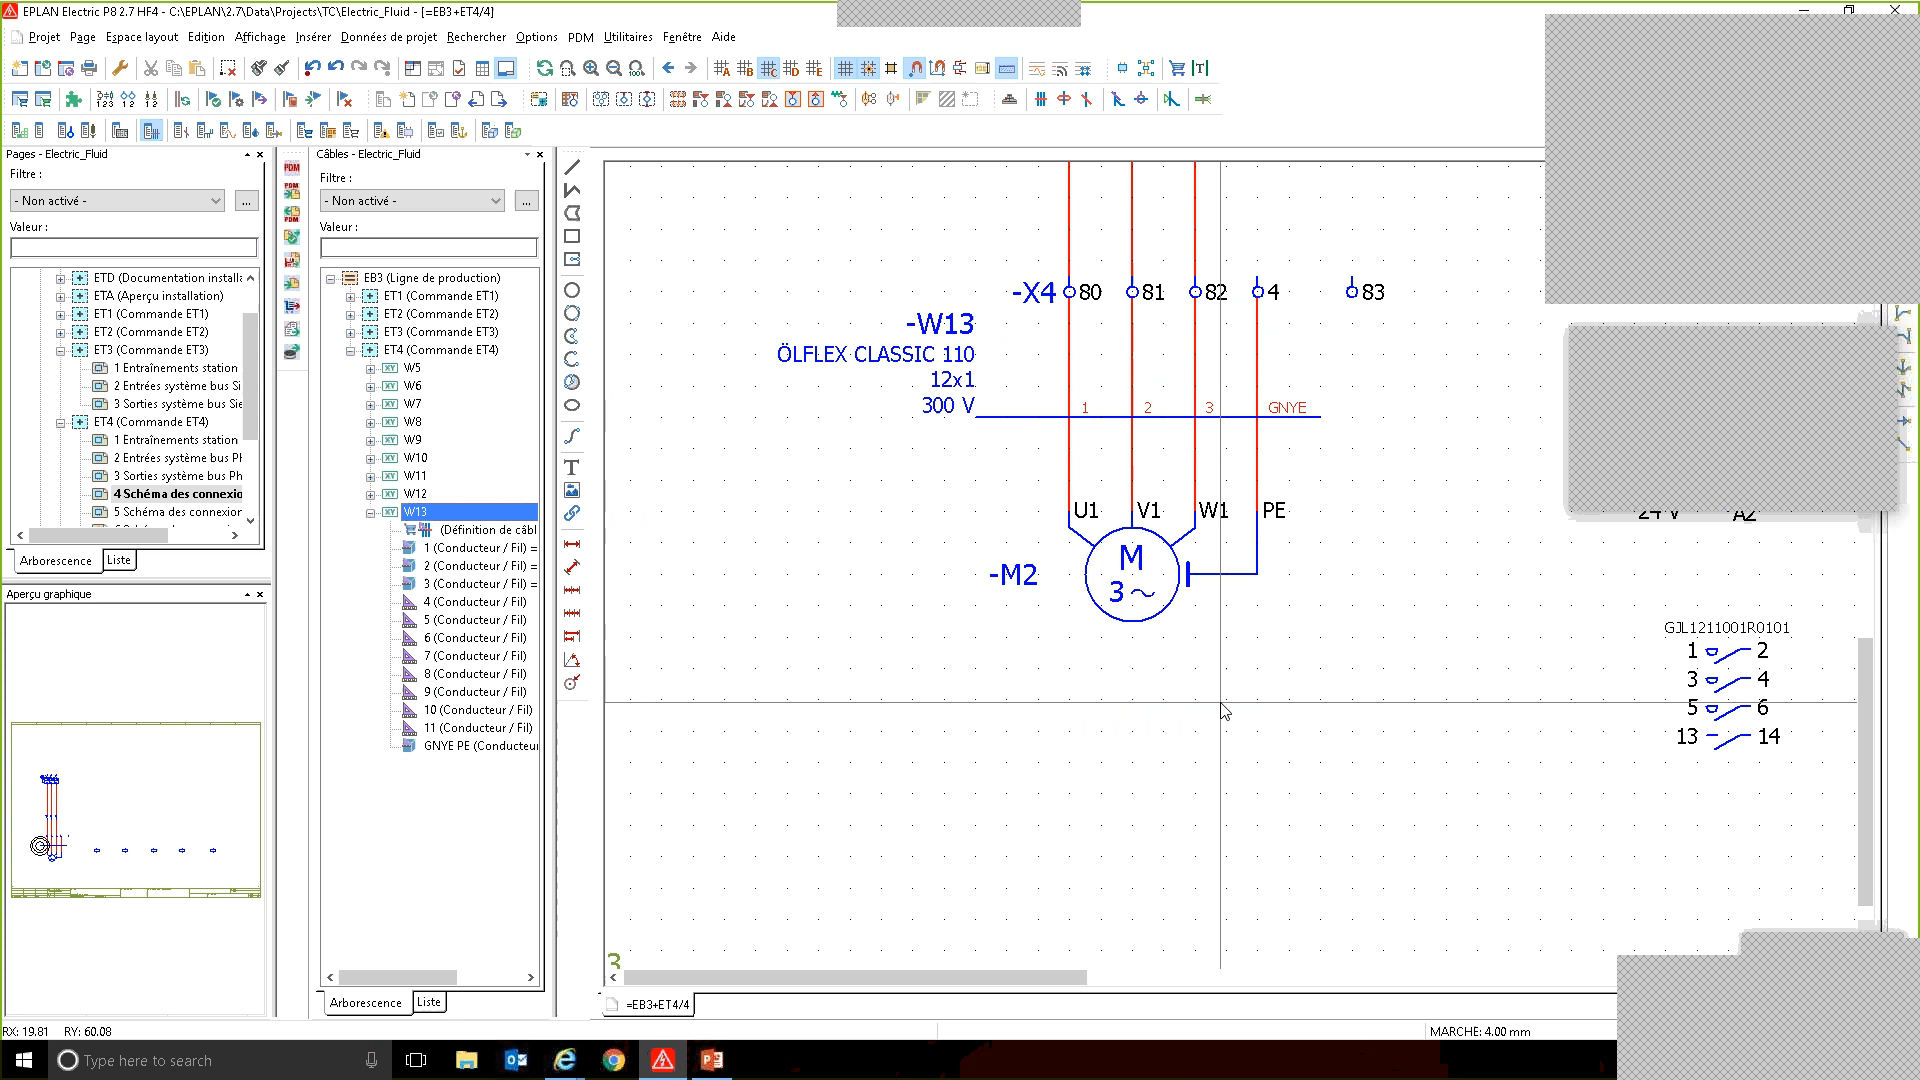 EPLAN Electric P8 2.7 HF4 - C:\EPLAN\2.7\Data\Projects\TC\Electric_Fluid - [=EB3+ET4/4]
Projet Page Espace layout Edition Affichage Insérer Données de projet Rechercher Options PDM Utilitaires Fenêtre Aide
Pages - Electric_Fluid
Filtre :
- Non activé -
...
Valeur :
ETD (Documentation install
ETA (Aperçu installation)
ET1 (Commande ET1)
ET2 (Commande ET2)
ET3 (Commande ET3)
1 Entraînements station
2 Entrées système bus Si
3 Sorties système bus Sie
ET4 (Commande ET4)
1 Entraînements station
2 Entrées système bus Ph
3 Sorties système bus Ph
4 Schéma des connexio
5 Schéma des connexior
Arborescence
Liste
Aperçu graphique
PDM
PDM
PDM
Câbles - Electric_Fluid
Filtre :
- Non activé -
...
Valeur :
EB3 (Ligne de production)
ET1 (Commande ET1)
ET2 (Commande ET2)
ET3 (Commande ET3)
ET4 (Commande ET4)
W5
W6
W7
W8
W9
W10
W11
W12
W13
(Définition de câbl
1 (Conducteur / Fil) =
2 (Conducteur / Fil) =
3 (Conducteur / Fil) =
4 (Conducteur / Fil)
5 (Conducteur / Fil)
6 (Conducteur / Fil)
7 (Conducteur / Fil)
8 (Conducteur / Fil)
9 (Conducteur / Fil)
10 (Conducteur / Fil)
11 (Conducteur / Fil)
GNYE PE (Conducteur
Arborescence
Liste
-X4 80 81 82 4 83
-W13
ÖLFLEX CLASSIC 110
12x1
300 V
1 2 3 GNYE
U1 V1 W1 PE
-M2
M
3~
24 V A2
GJL1211001R0101
1 2
3 4
5 6
13 14
3
=EB3+ET4/4
RX: 19.81 RY: 60.08
MARCHE: 4.00 mm
Type here to search